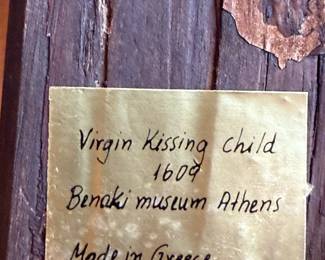 Virgin Kissing child
1609
Benaki museum Athens
Made in Greece